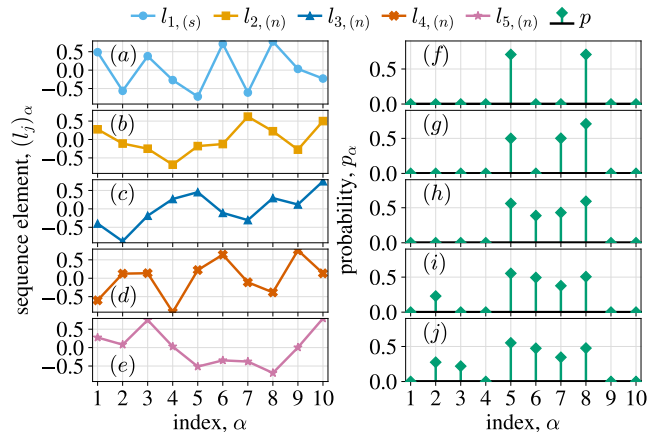 l₁,₍ₛ₎ l₂,₍ₙ₎ l₃,₍ₙ₎ l₄,₍ₙ₎ l₅,₍ₙ₎ p
sequence element, (lⱼ)α
0.5
0.0
−0.5
(a)
0.5
0.0
−0.5
(b)
0.5
0.0
−0.5
(c)
0.5
0.0
−0.5
(d)
0.5
0.0
−0.5
(e)
1 2 3 4 5 6 7 8 9 10
index, α
probability, pα
0.5
0.0
(f)
0.5
0.0
(g)
0.5
0.0
(h)
0.5
0.0
(i)
0.5
0.0
(j)
1 2 3 4 5 6 7 8 9 10
index, α